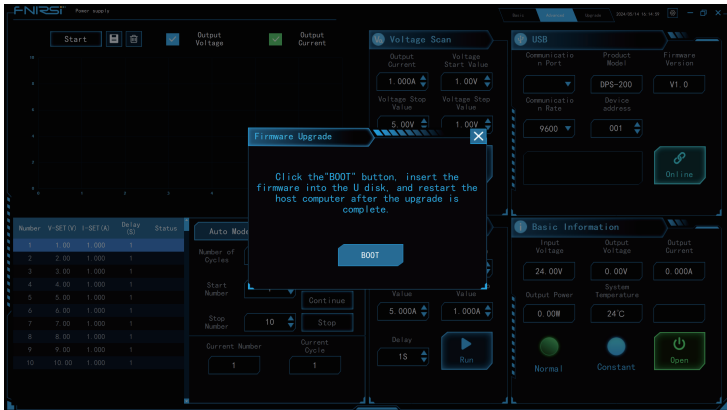 FNIRSI Power supply
Basic Upgrade 2024/05/14 14:14:59
Start
Output Voltage
Output Current
10
8
6
4
2
0
Voltage Scan
Output Current
Voltage Start Value
1.000A
1.00V
Voltage Stop Value
Voltage Step Value
5.00V
1.00V
USB
Communicatio
n Port
Product
Model
Firmware
Version
DPS-200
V1.0
Communicatio
n Rate
Device
address
9600
001
Online
Firmware Upgrade
Click the"BOOT" button, insert the
firmware into the U disk, and restart the
host computer after the upgrade is
complete.
BOOT
Number V-SET(V) I-SET(A) Delay (S) Status
1 1.00 1.000 1
2 2.00 1.000 1
3 3.00 1.000 1
4 4.00 1.000 1
5 5.00 1.000 1
6 6.00 1.000 1
7 7.00 1.000 1
8 8.00 1.000 1
9 9.00 1.000 1
10 10.00 1.000 1
Auto Mode
Number of
Cycles
Start
Number
Continue
Stop
Number
10
Stop
Current Number
Current
Cycle
1
1
Value
Value
5.000A
1.000A
Delay
1S
Run
Basic Information
Input
Voltage
Output
Voltage
Output
Current
24.00V
0.00V
0.000A
Output Power
System
Temperature
0.00W
24℃
Normal
Constant
Open